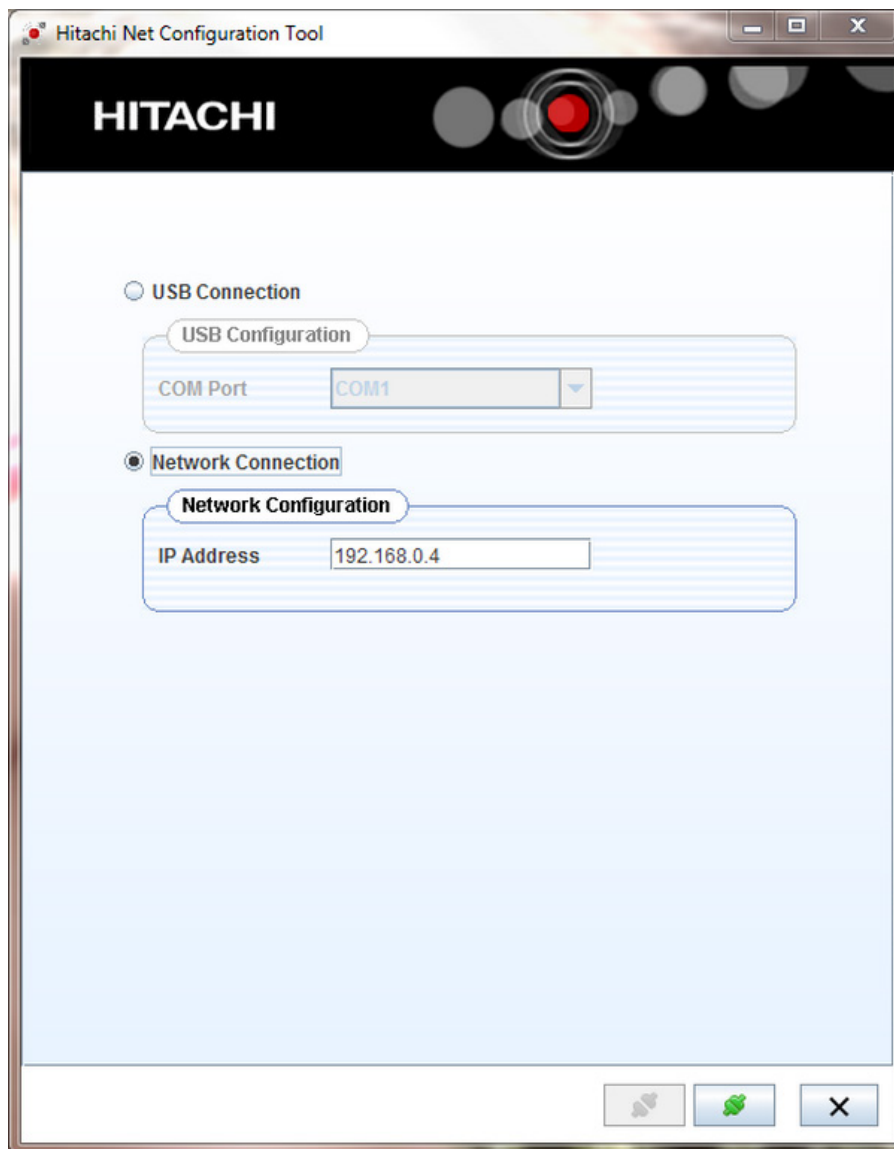 Hitachi Net Configuration Tool
HITACHI
USB Connection
USB Configuration
COM Port COM1
Network Connection
Network Configuration
IP Address 192.168.0.4